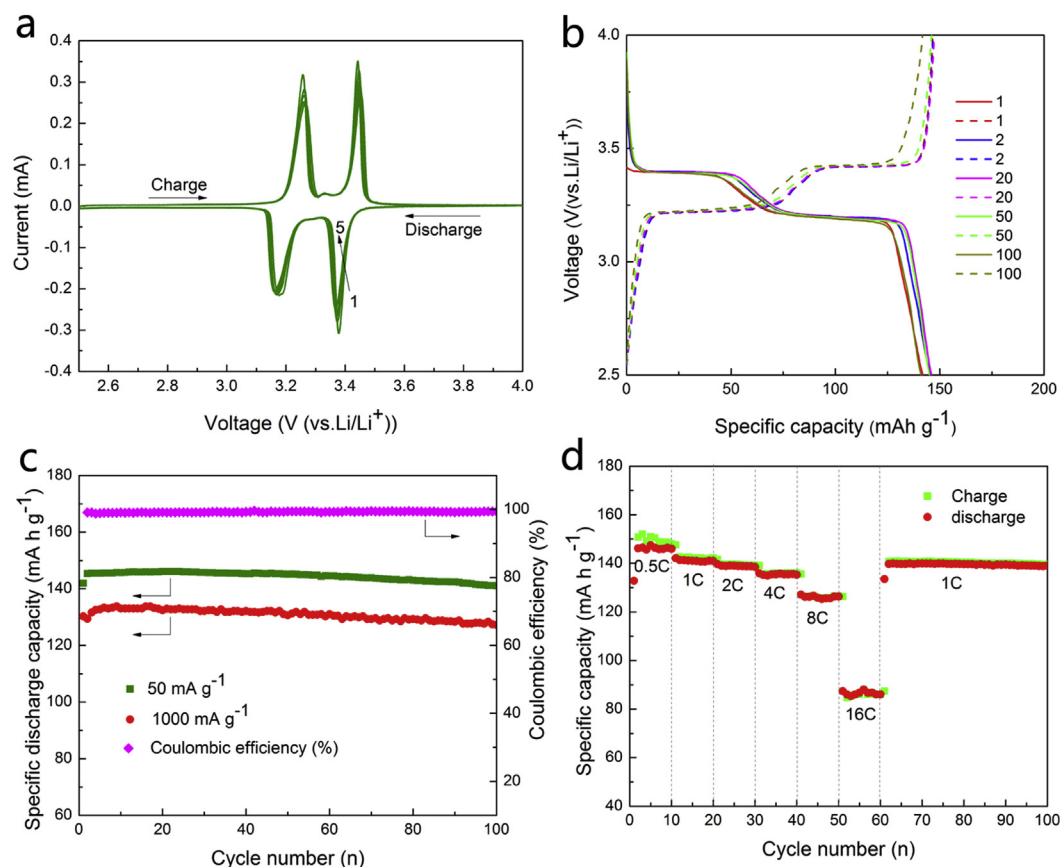 a
Current (mA)
0.4
0.3
0.2
0.1
0.0
-0.1
-0.2
-0.3
-0.4
Charge
Discharge
5
1
2.6 2.8 3.0 3.2 3.4 3.6 3.8 4.0
Voltage (V (vs.Li/Li+))
b
Voltage (V(vs.Li/Li+))
4.0
3.5
3.0
2.5
1
1
2
2
20
20
50
50
100
100
0 50 100 150 200
Specific capacity (mAh g-1)
c
Specific discharge capacity (mA h g-1)
180
170
160
150
140
130
120
110
100
90
80
70
60
50 mA g-1
1000 mA g-1
Coulombic efficiency (%)
100
80
60
40
20
Coulombic efficiency (%)
0 20 40 60 80 100
Cycle number (n)
d
Specific capacity (mA h g-1)
180
160
140
120
100
80
60
40
Charge
discharge
0.5C
1C
2C
4C
8C
16C
1C
0 10 20 30 40 50 60 70 80 90 100
Cycle number (n)